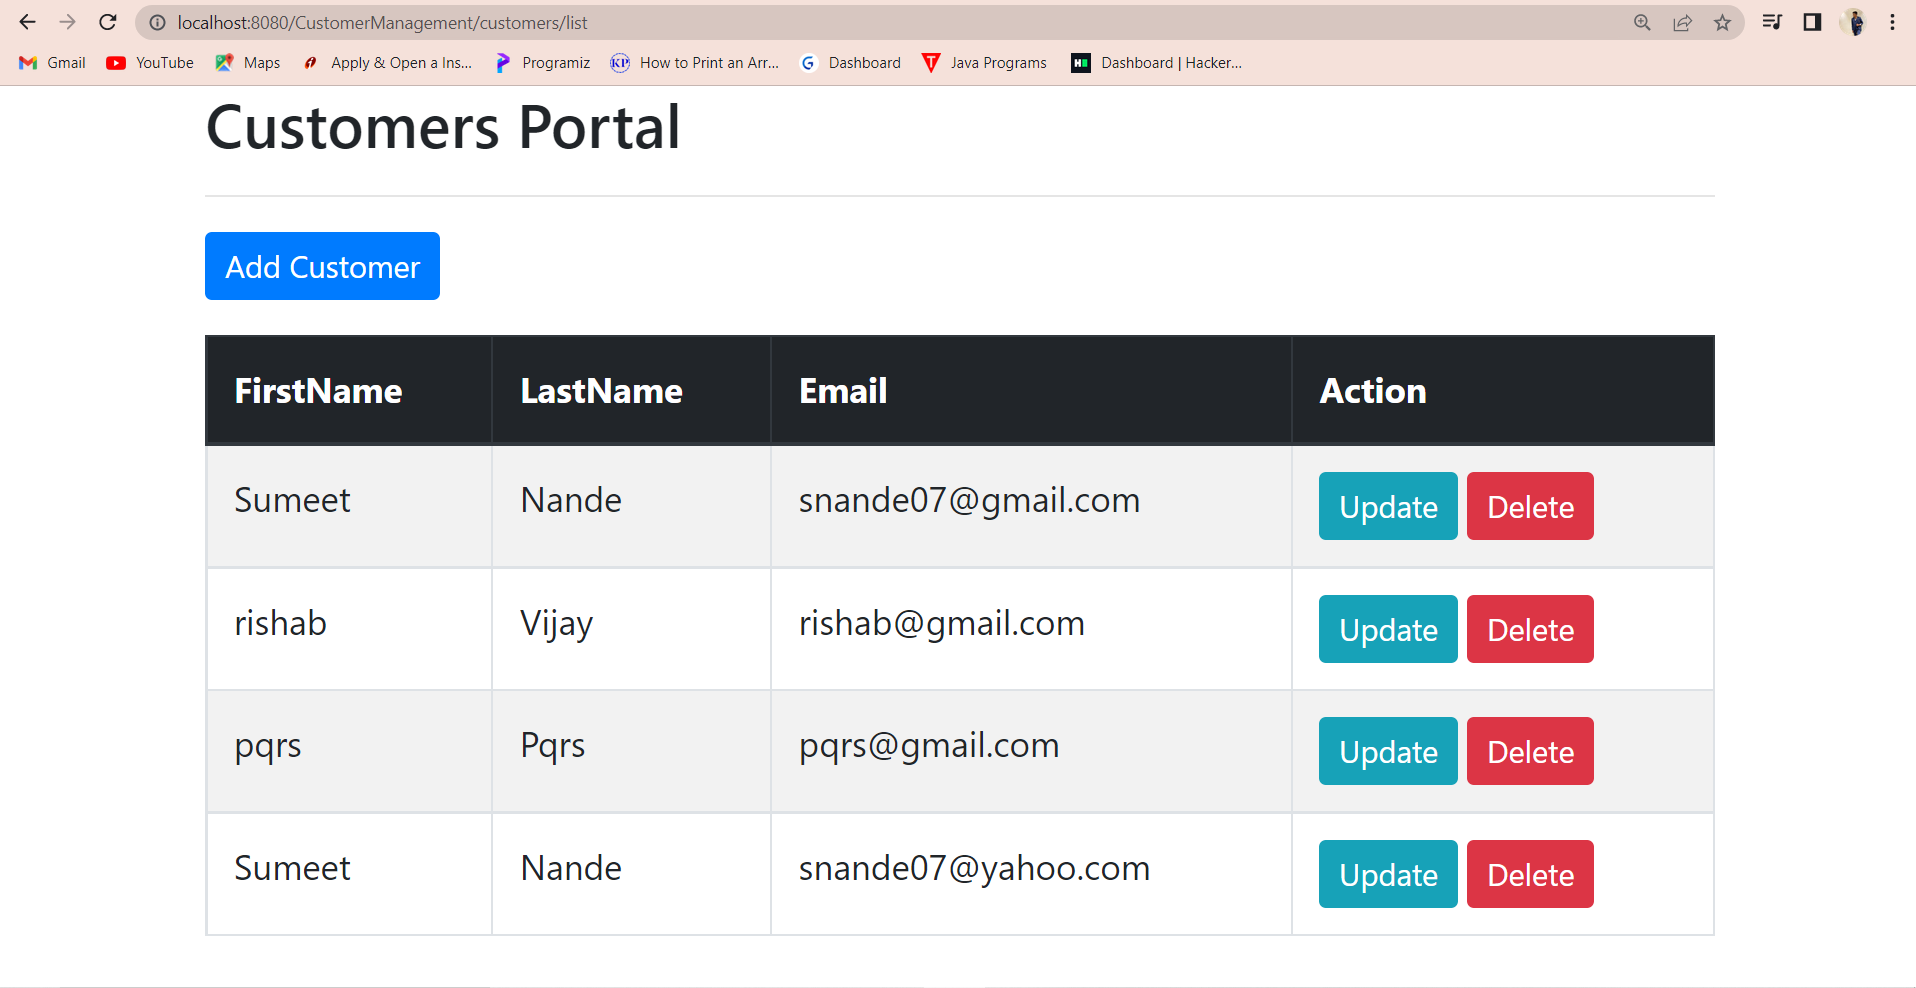 localhost:8080/CustomerManagement/customers/list
Gmail YouTube Maps Apply & Open a Ins... Programiz KP How to Print an Arr... G Dashboard T Java Programs H Dashboard | Hacker...
Customers Portal
Add Customer
FirstName LastName Email Action
Sumeet Nande snande07@gmail.com Update Delete
rishab Vijay rishab@gmail.com Update Delete
pqrs Pqrs pqrs@gmail.com Update Delete
Sumeet Nande snande07@yahoo.com Update Delete